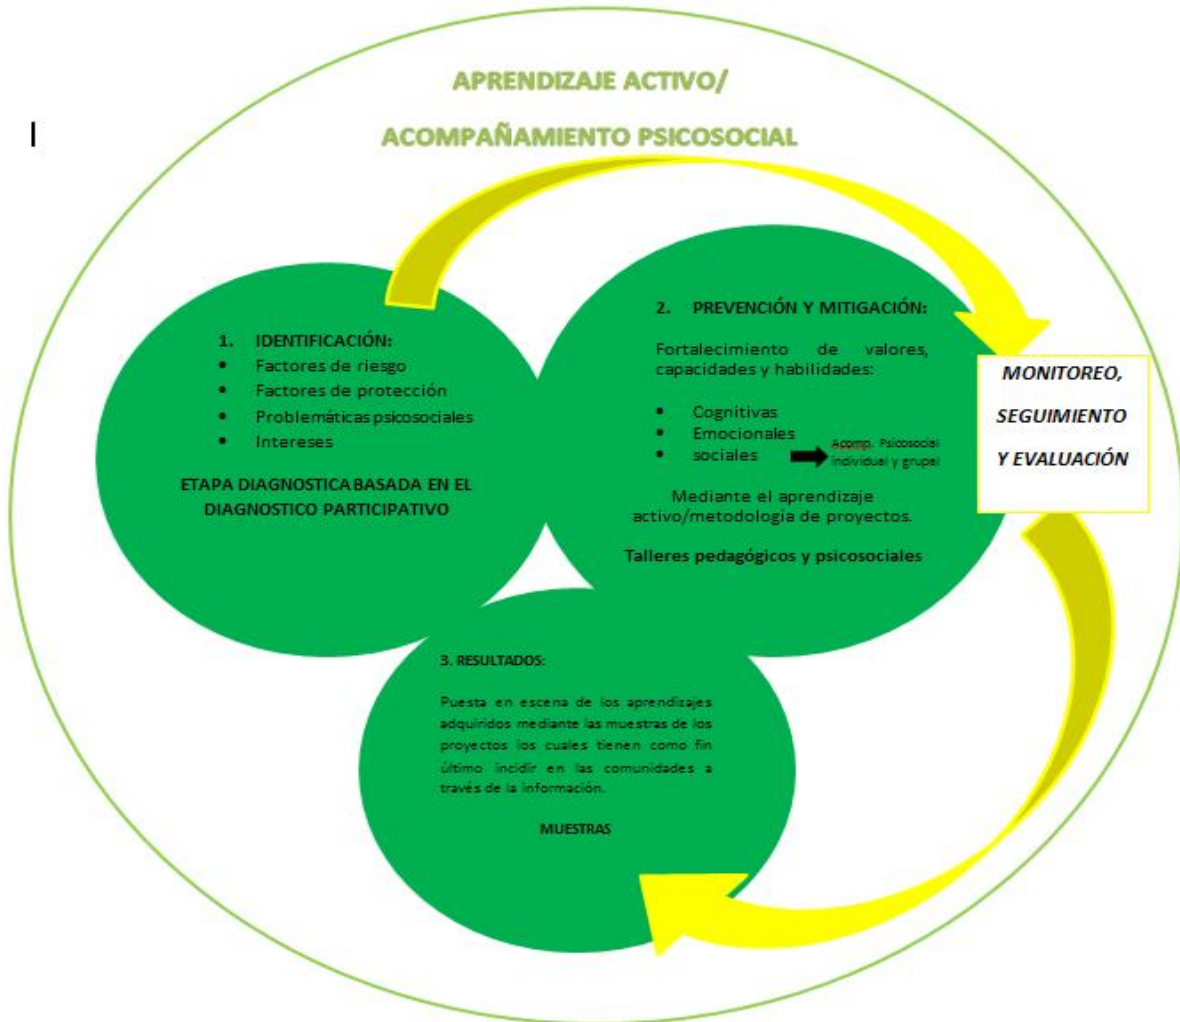 APRENDIZAJE ACTIVO/
ACOMPAÑAMIENTO PSICOSOCIAL
1. IDENTIFICACIÓN:
• Factores de riesgo
• Factores de protección
• Problemáticas psicosociales
• Intereses
ETAPA DIAGNOSTICA BASADA EN EL
DIAGNOSTICO PARTICIPATIVO
2. PREVENCIÓN Y MITIGACIÓN:
Fortalecimiento de valores,
capacidades y habilidades:
• Cognitivas
• Emocionales
• sociales
Acomp. Psicosocial
individual y grupal
Mediante el aprendizaje
activo/metodología de proyectos.
Talleres pedagógicos y psicosociales
MONITOREO,
SEGUIMIENTO
Y EVALUACIÓN
3. RESULTADOS:
Puesta en escena de los aprendizajes
adquiridos mediante las muestras de los
proyectos los cuales tienen como fin
último incidir en las comunidades a
través de la información.
MUESTRAS